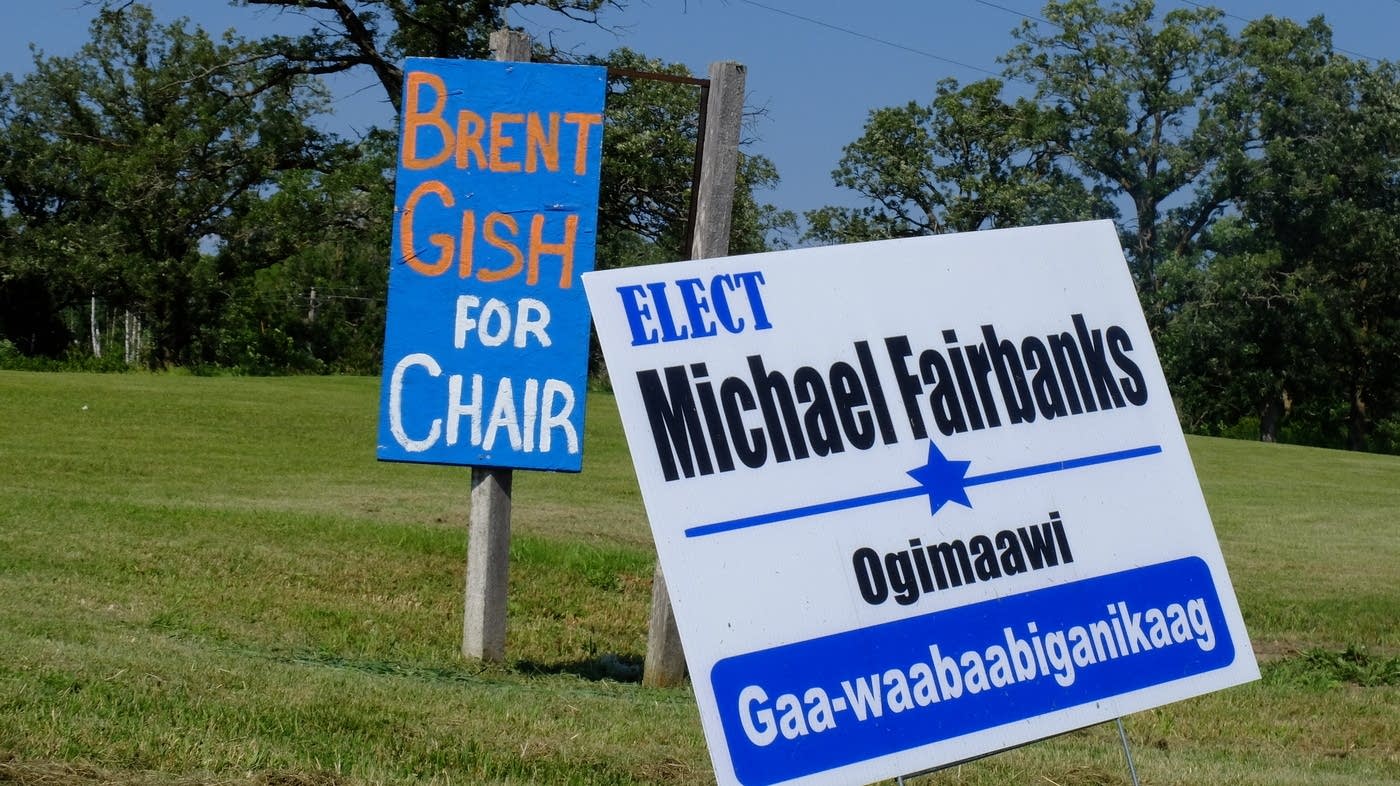 BRENT
GISH
FOR
CHAIR
ELECT
Michael Fairbanks
Ogimaawi
Gaa-waabaabiganikaag